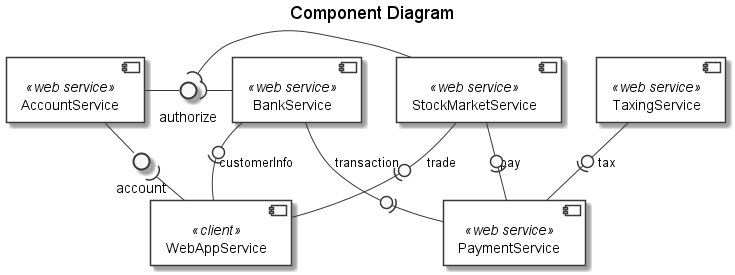 Component Diagram
«web service»
AccountService
authorize
«web service»
BankService
«web service»
StockMarketService
«web service»
TaxingService
account
customerInfo
transaction
trade
pay
tax
«client»
WebAppService
«web service»
PaymentService